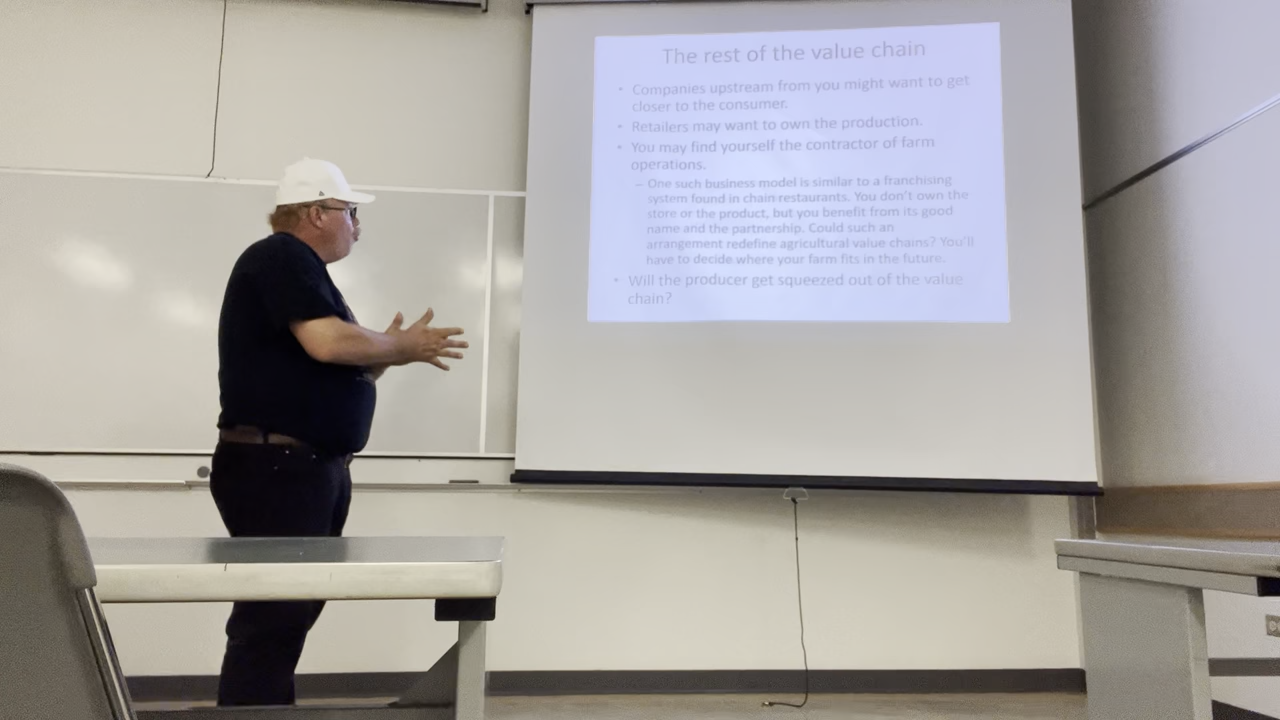 The rest of the value chain
• Companies upstream from you might want to get
closer to the consumer.
• Retailers may want to own the production.
• You may find yourself the contractor of farm
operations.
– One such business model is similar to a franchising
system found in chain restaurants. You don't own the
store or the product, but you benefit from its good
name and the partnership. Could such an
arrangement redefine agricultural value chains? You'll
have to decide where your farm fits in the future.
• Will the producer get squeezed out of the value
chain?